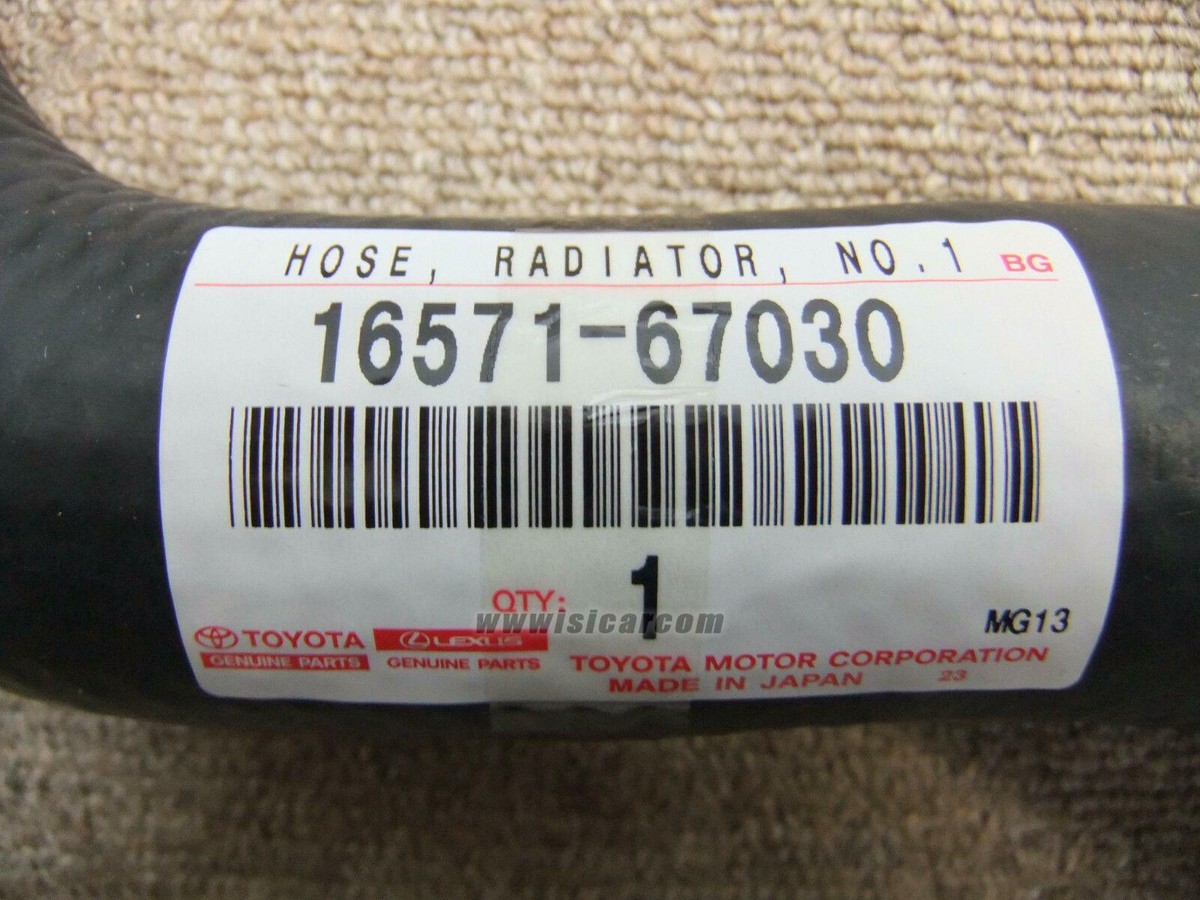 HOSE, RADIATOR, NO.1 BG
16571-67030
QTY: 1
www.isicar.com
MG13
TOYOTA LEXUS
GENUINE PARTS GENUINE PARTS
TOYOTA MOTOR CORPORATION
MADE IN JAPAN 23